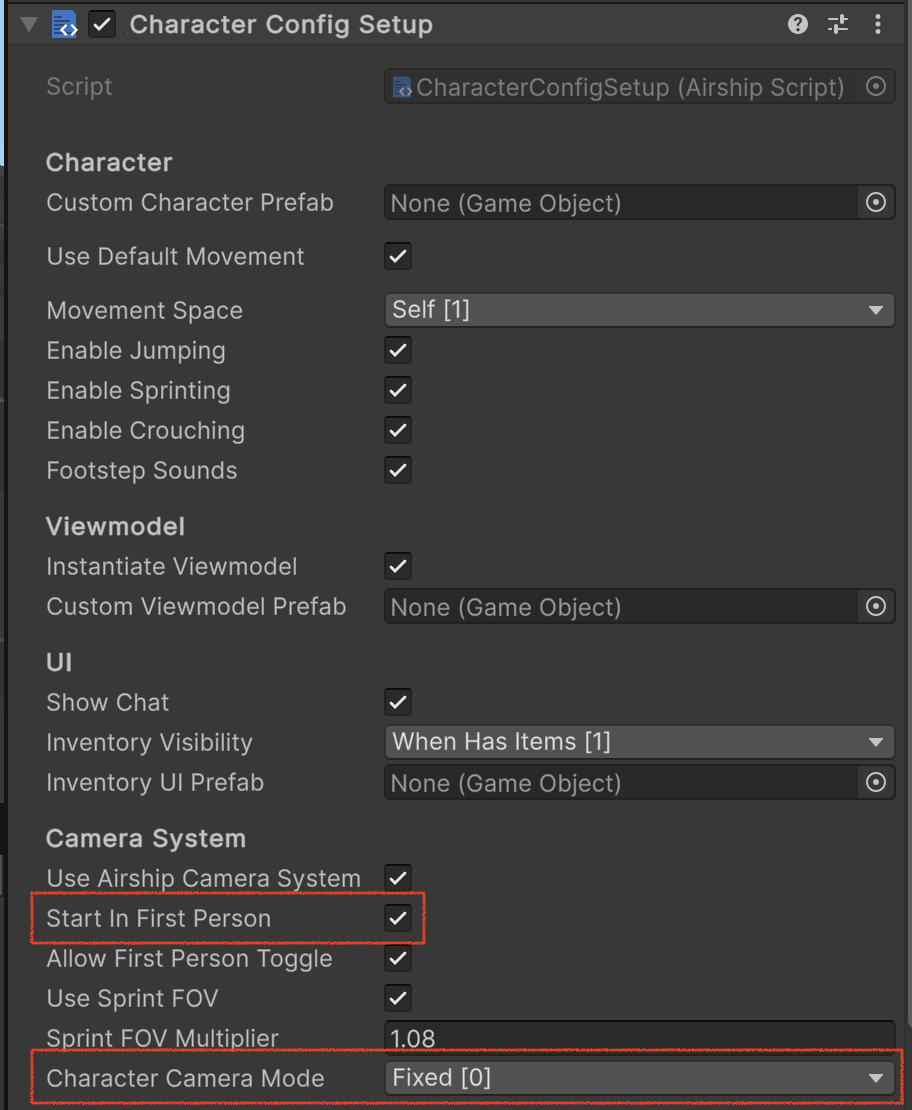 Character Config Setup
Script CharacterConfigSetup (Airship Script)
Character
Custom Character Prefab None (Game Object)
Use Default Movement
Movement Space Self [1]
Enable Jumping
Enable Sprinting
Enable Crouching
Footstep Sounds
Viewmodel
Instantiate Viewmodel
Custom Viewmodel Prefab None (Game Object)
UI
Show Chat
Inventory Visibility When Has Items [1]
Inventory UI Prefab None (Game Object)
Camera System
Use Airship Camera System
Start In First Person
Allow First Person Toggle
Use Sprint FOV
Sprint FOV Multiplier 1.08
Character Camera Mode Fixed [0]